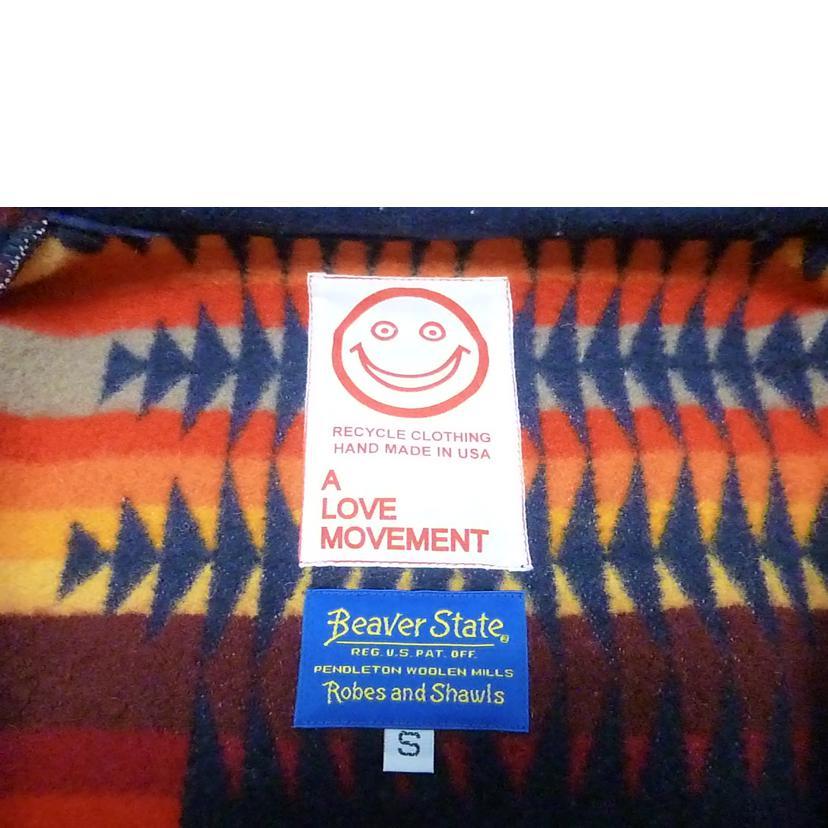 RECYCLE CLOTHING
HAND MADE IN USA
A
LOVE
MOVEMENT
Beaver State
REG. U.S. PAT. OFF.
PENDLETON WOOLEN MILLS
Robes and Shawls
S